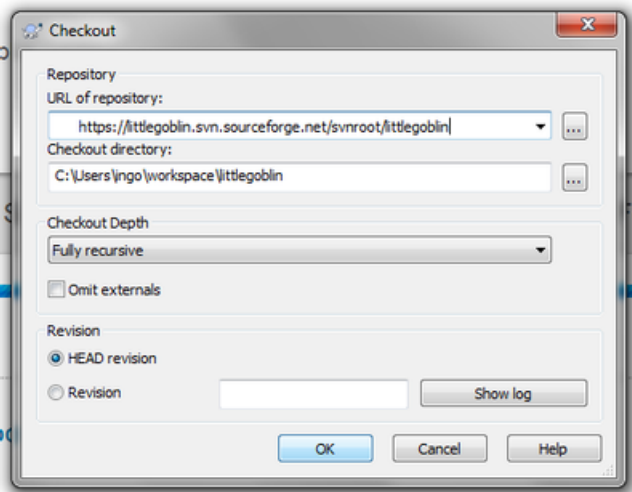 Checkout
Repository
URL of repository:
https://littlegoblin.svn.sourceforge.net/svnroot/littlegoblin
...
Checkout directory:
C:\Users\ingo\workspace\littlegoblin
...
Checkout Depth
Fully recursive
Omit externals
Revision
HEAD revision
Revision
Show log
OK
Cancel
Help